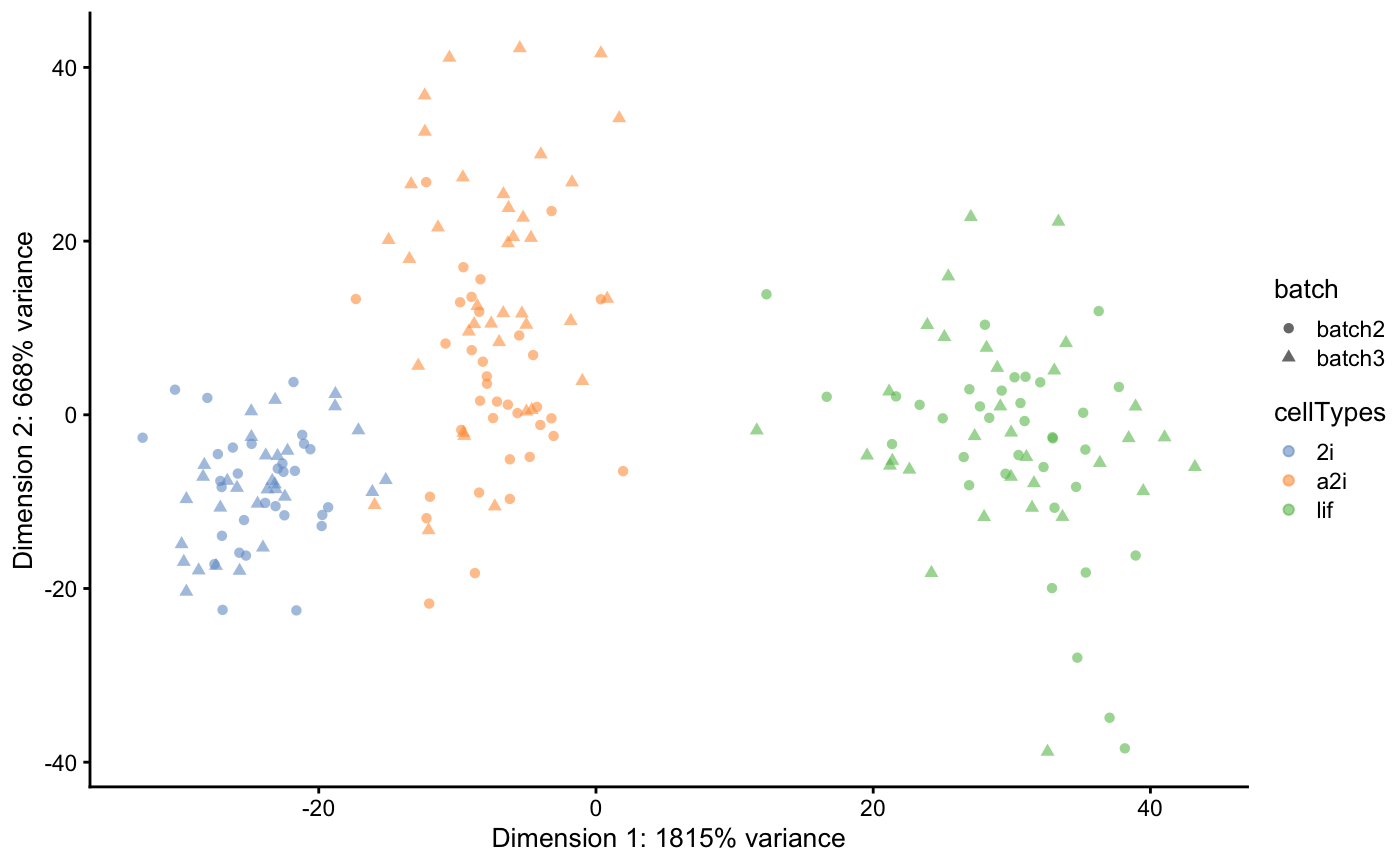 40
20
0
-20
-40
Dimension 2: 668% variance
-20
0
20
40
Dimension 1: 1815% variance
batch
batch2
batch3
cellTypes
2i
a2i
lif